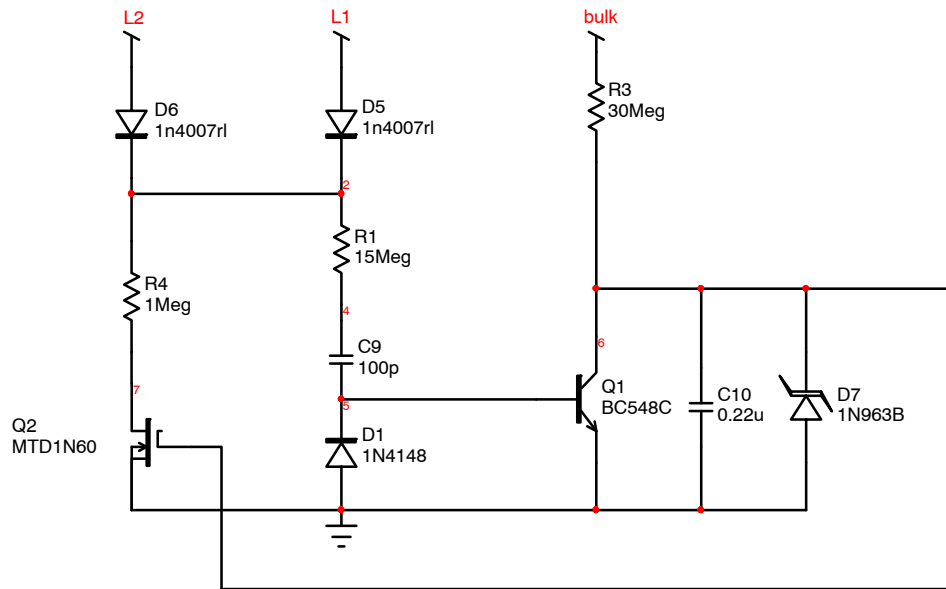 L2
L1
bulk
D6
1n4007rl
D5
1n4007rl
R3
30Meg
2
R1
15Meg
R4
1Meg
4
C9
100p
6
7
5
Q1
BC548C
C10
0.22u
D7
1N963B
Q2
MTD1N60
D1
1N4148